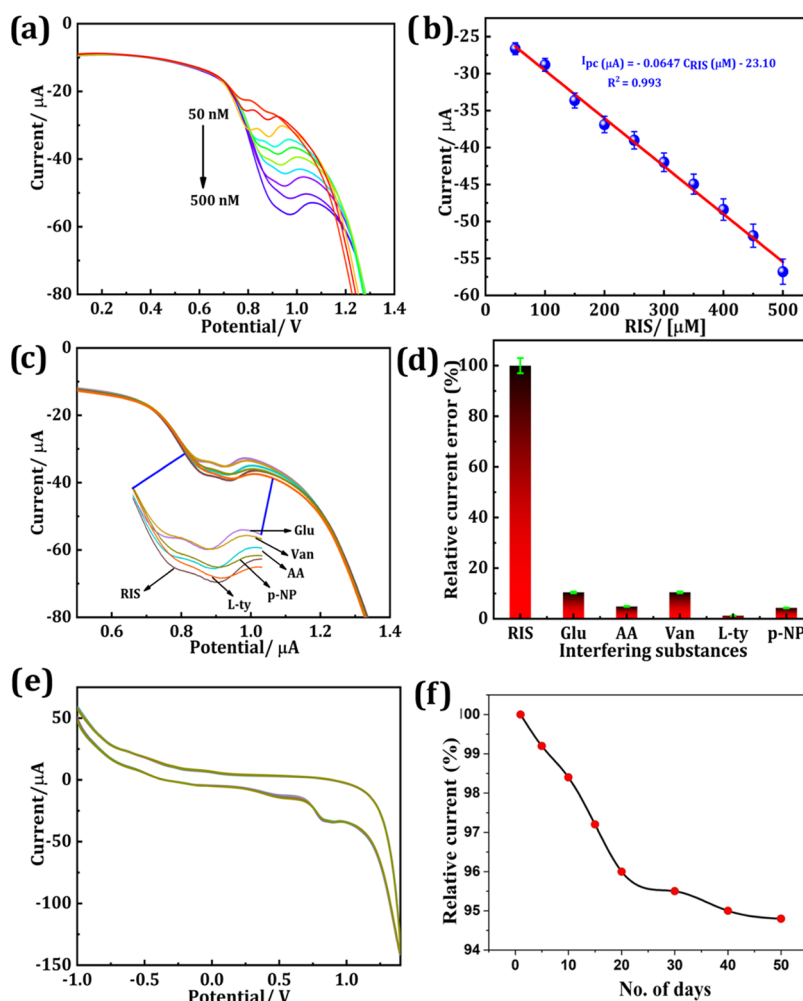 (a)
0
-20
-40
-60
-80
Current/ µA
50 nM
500 nM
0.2
0.4
0.6
0.8
1.0
1.2
1.4
Potential/ V
(b)
-25
-30
-35
-40
-45
-50
-55
-60
Current/ µA
Ipc (µA) = - 0.0647 CRIS (µM) - 23.10
R² = 0.993
100
200
300
400
500
RIS/ [µM]
(c)
0
-20
-40
-60
-80
Current/ µA
Glu
Van
AA
p-NP
L-ty
RIS
0.6
0.8
1.0
1.2
1.4
Potential/ µA
(d)
100
80
60
40
20
0
Relative current error (%)
RIS
Glu
AA
Van
L-ty
p-NP
Interfering substances
(e)
50
0
-50
-100
-150
Current/µA
-1.0
-0.5
0.0
0.5
1.0
Potential/ V
(f)
100
99
98
97
96
95
94
Relative current (%)
0
10
20
30
40
50
No. of days